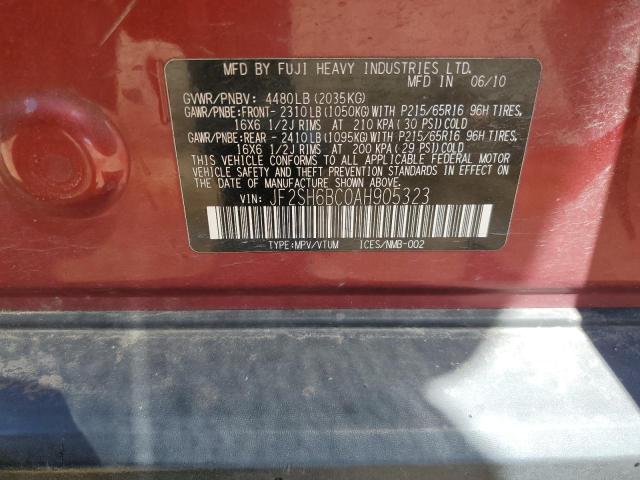 MFD BY FUJI HEAVY INDUSTRIES LTD.
MFD IN 06/10
GVWR/PNBV: 4480LB(2035KG)
GAWR/PNBE:FRONT- 2310LB(1050KG)WITH P215/65R16 96H TIRES,
16X6 1/2J RIMS AT 210 KPA(30 PSI)COLD
GAWR/PNBE:REAR - 2410LB(1095KG)WITH P215/65R16 96H TIRES,
16X6 1/2J RIMS AT 200 KPA(29 PSI)COLD
THIS VEHICLE CONFORMS TO ALL APPLICABLE FEDERAL MOTOR
VEHICLE SAFETY, BUMPER, AND THEFT PREVENTION STANDARDS
IN EFFECT ON THE DATE OF MANUFACTURE SHOWN ABOVE.
VIN: JF2SH6BC0AH905323
TYPE:MPV/VTUM ICES/NMB-002